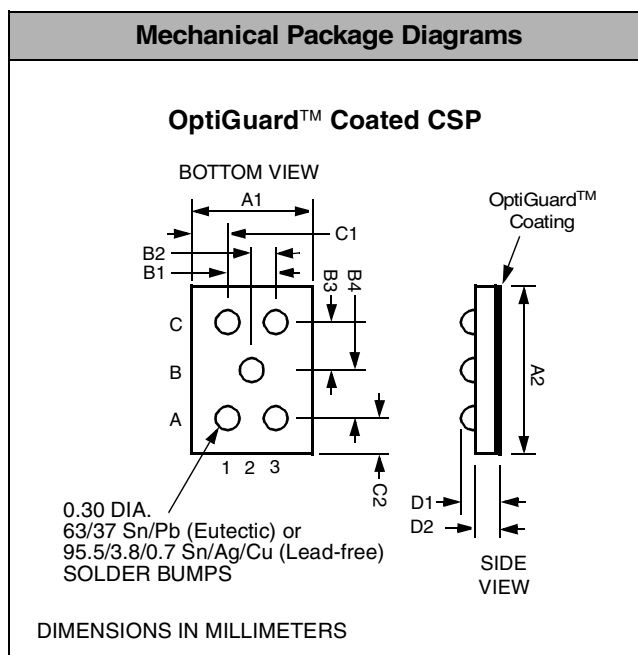 Mechanical Package Diagrams
OptiGuard™ Coated CSP
BOTTOM VIEW
A1
OptiGuard™
Coating
C1
B2
B1
B3
B4
C
B
A
A2
1 2 3
C2
D1
D2
0.30 DIA.
63/37 Sn/Pb (Eutectic) or
95.5/3.8/0.7 Sn/Ag/Cu (Lead-free)
SOLDER BUMPS
SIDE
VIEW
DIMENSIONS IN MILLIMETERS